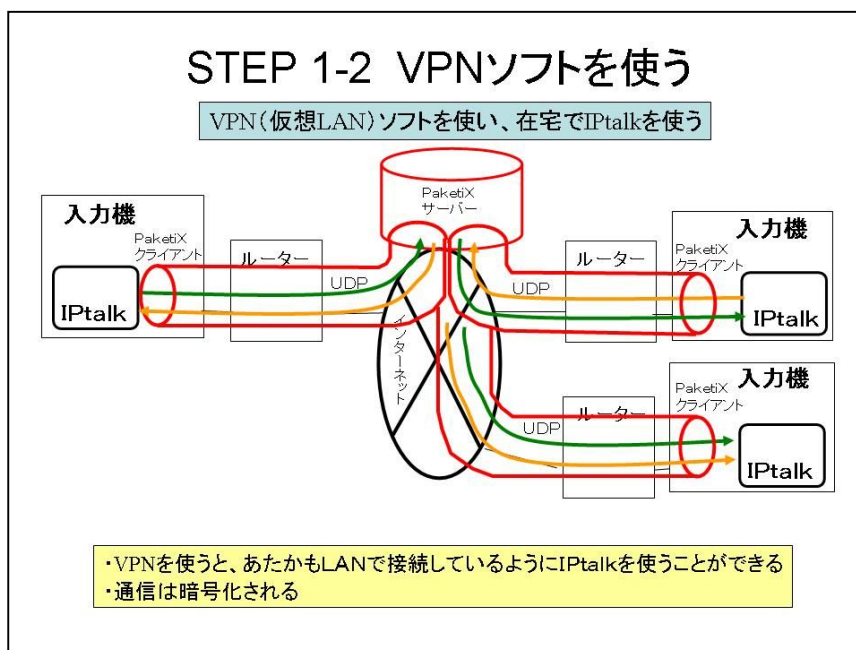 STEP 1-2 VPNソフトを使う
VPN（仮想LAN）ソフトを使い、在宅でIPtalkを使う
PaketiX
サーバー
入力機
PaketiX
クライアント
ルーター
UDP
IPtalk
インターネット
入力機
PaketiX
クライアント
ルーター
UDP
IPtalk
入力機
PaketiX
クライアント
ルーター
UDP
IPtalk
・VPNを使うと、あたかもLANで接続しているようにIPtalkを使うことができる
・通信は暗号化される